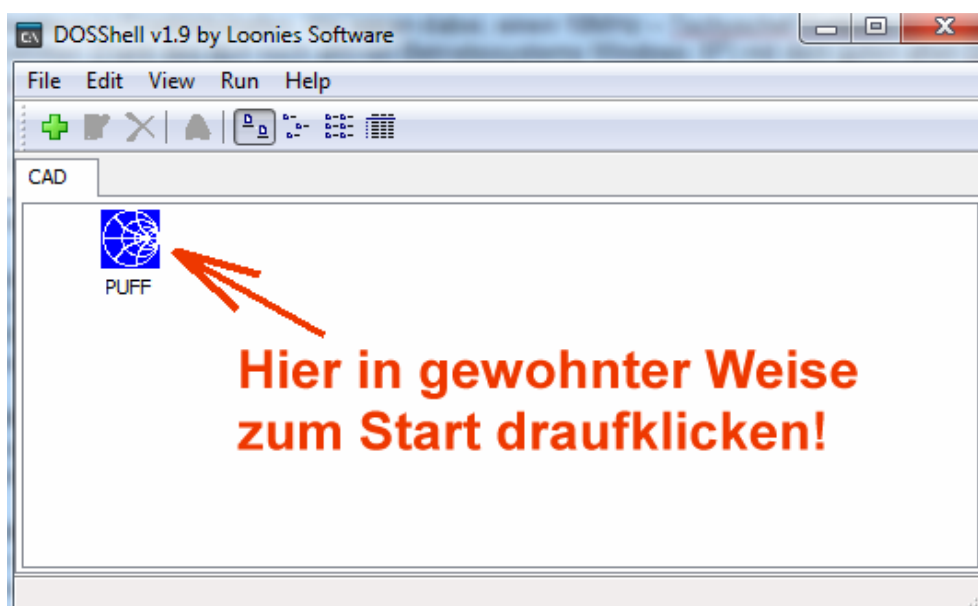 DOSShell v1.9 by Loonies Software
File Edit View Run Help
CAD
PUFF
Hier in gewohnter Weise
zum Start draufklicken!